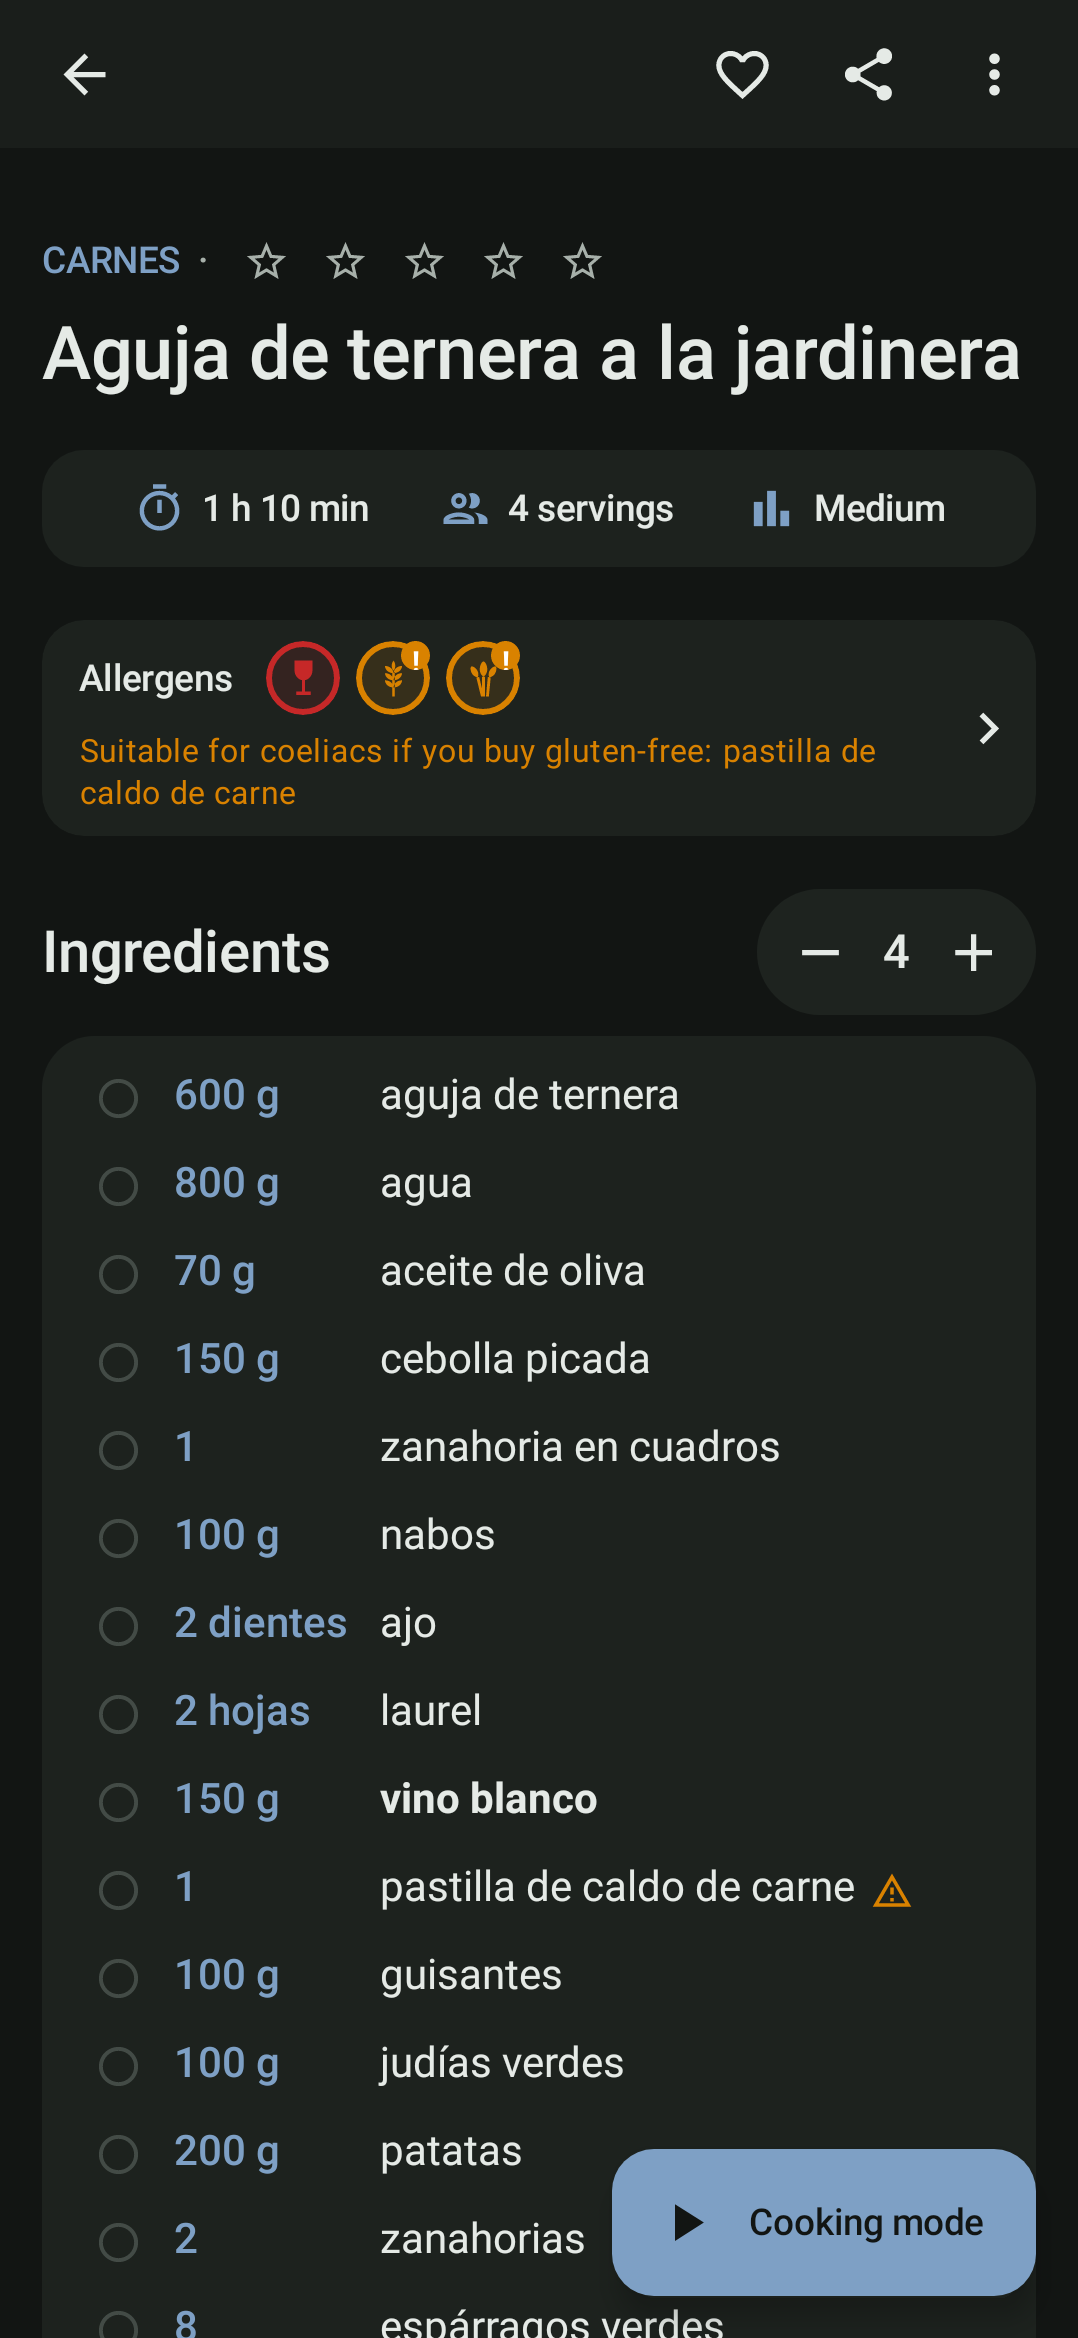 CARNES ·
Aguja de ternera a la jardinera
1 h 10 min
4 servings
Medium
Allergens
Suitable for coeliacs if you buy gluten-free: pastilla de
caldo de carne
Ingredients
4
600 g aguja de ternera
800 g agua
70 g aceite de oliva
150 g cebolla picada
1 zanahoria en cuadros
100 g nabos
2 dientes ajo
2 hojas laurel
150 g vino blanco
1 pastilla de caldo de carne
100 g guisantes
100 g judías verdes
200 g patatas
2 zanahorias
Cooking mode
8 espárragos verdes